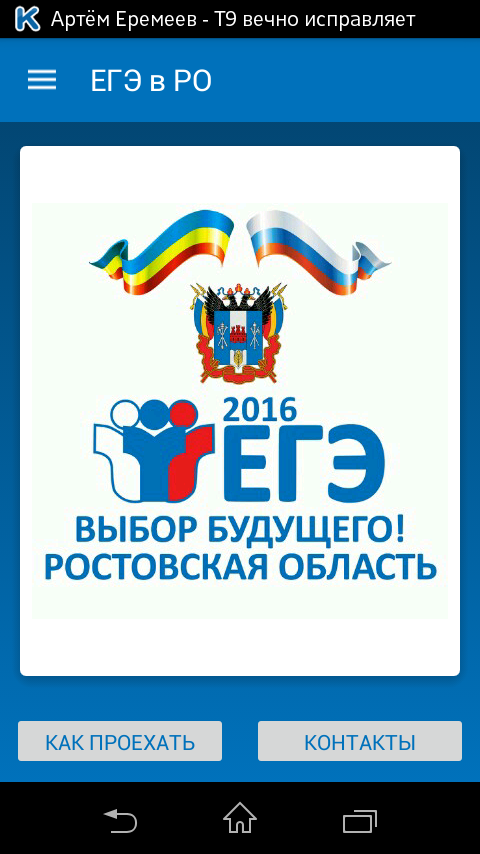 Артём Еремеев - Т9 вечно исправляет
ЕГЭ в РО
2016
ЕГЭ
ВЫБОР БУДУЩЕГО!
РОСТОВСКАЯ ОБЛАСТЬ
КАК ПРОЕХАТЬ
КОНТАКТЫ